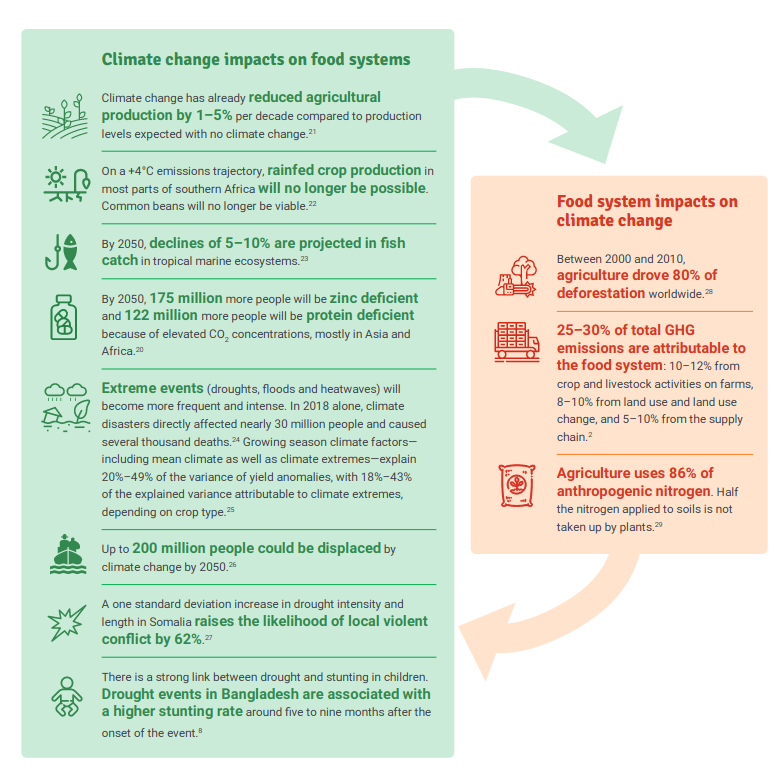 Climate change impacts on food systems
Climate change has already reduced agricultural
production by 1–5% per decade compared to production
levels expected with no climate change.21
On a +4°C emissions trajectory, rainfed crop production in
most parts of southern Africa will no longer be possible.
Common beans will no longer be viable.22
By 2050, declines of 5–10% are projected in fish
catch in tropical marine ecosystems.23
By 2050, 175 million more people will be zinc deficient
and 122 million more people will be protein deficient
because of elevated CO2 concentrations, mostly in Asia and
Africa.20
Extreme events (droughts, floods and heatwaves) will
become more frequent and intense. In 2018 alone, climate
disasters directly affected nearly 30 million people and caused
several thousand deaths.24 Growing season climate factors—
including mean climate as well as climate extremes—explain
20%–49% of the variance of yield anomalies, with 18%–43%
of the explained variance attributable to climate extremes,
depending on crop type.25
Up to 200 million people could be displaced by
climate change by 2050.26
A one standard deviation increase in drought intensity and
length in Somalia raises the likelihood of local violent
conflict by 62%.27
There is a strong link between drought and stunting in children.
Drought events in Bangladesh are associated with
a higher stunting rate around five to nine months after the
onset of the event.8
Food system impacts on
climate change
Between 2000 and 2010,
agriculture drove 80% of
deforestation worldwide.28
25–30% of total GHG
emissions are attributable to
the food system: 10–12% from
crop and livestock activities on farms,
8–10% from land use and land use
change, and 5–10% from the supply
chain.2
Agriculture uses 86% of
anthropogenic nitrogen. Half
the nitrogen applied to soils is not
taken up by plants.29